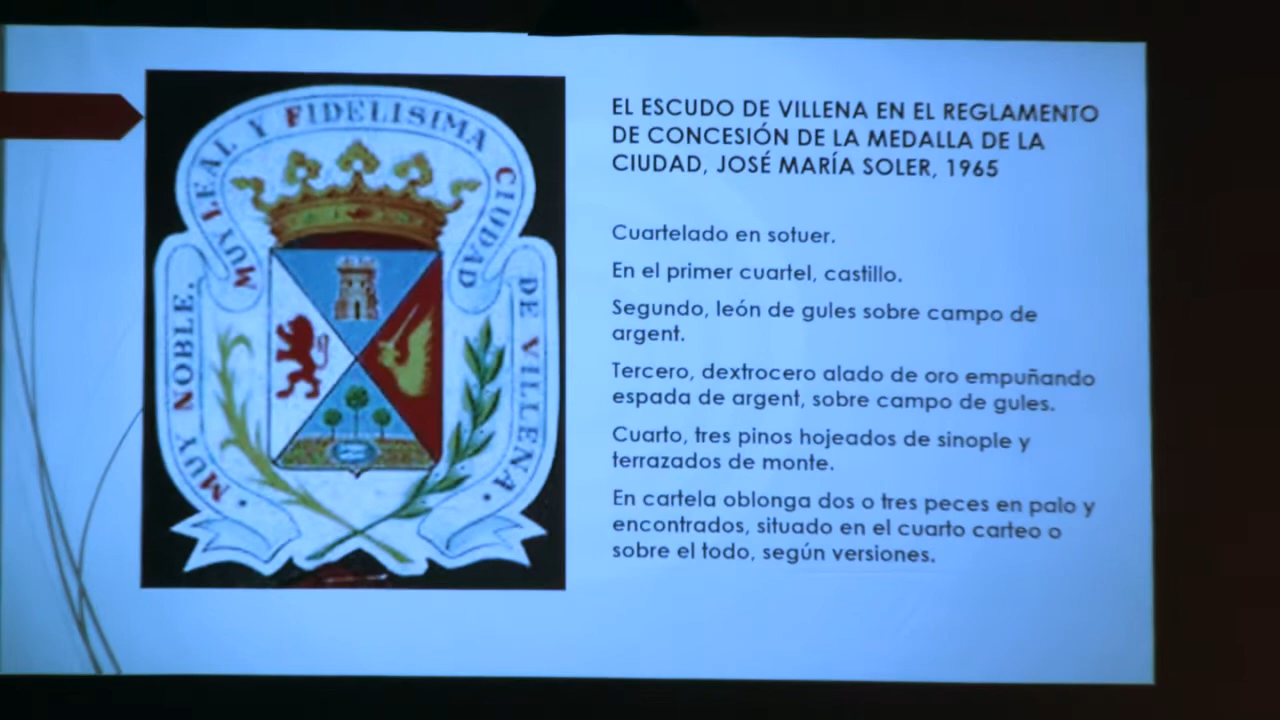 MUY NOBLE, MUY LEAL Y FIDELISIMA CIUDAD DE VILLENA.
EL ESCUDO DE VILLENA EN EL REGLAMENTO
DE CONCESIÓN DE LA MEDALLA DE LA
CIUDAD, JOSÉ MARÍA SOLER, 1965
Cuartelado en sotuer.
En el primer cuartel, castillo.
Segundo, león de gules sobre campo de
argent.
Tercero, dextrocero alado de oro empuñando
espada de argent, sobre campo de gules.
Cuarto, tres pinos hojeados de sinople y
terrazados de monte.
En cartela oblonga dos o tres peces en palo y
encontrados, situado en el cuarto carteo o
sobre el todo, según versiones.